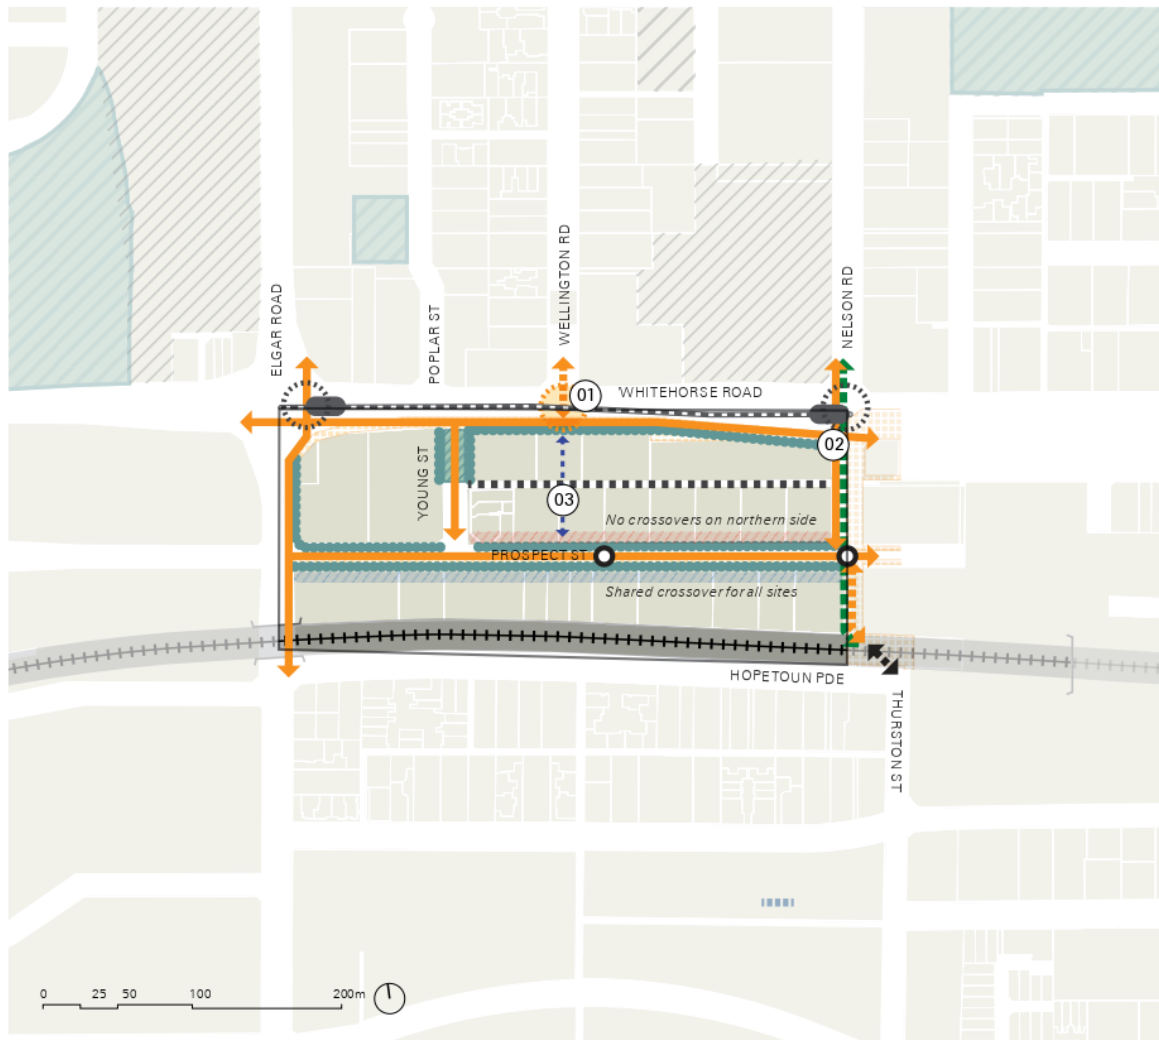 ELGAR ROAD
POPLAR ST
WELLINGTON RD
NELSON RD
01
WHITEHORSE ROAD
02
YOUNG ST
03
No crossovers on northern side
PROSPECT ST
Shared crossover for all sites
HOPETOUN PDE
THURSTON ST
0 25 50 100 200m